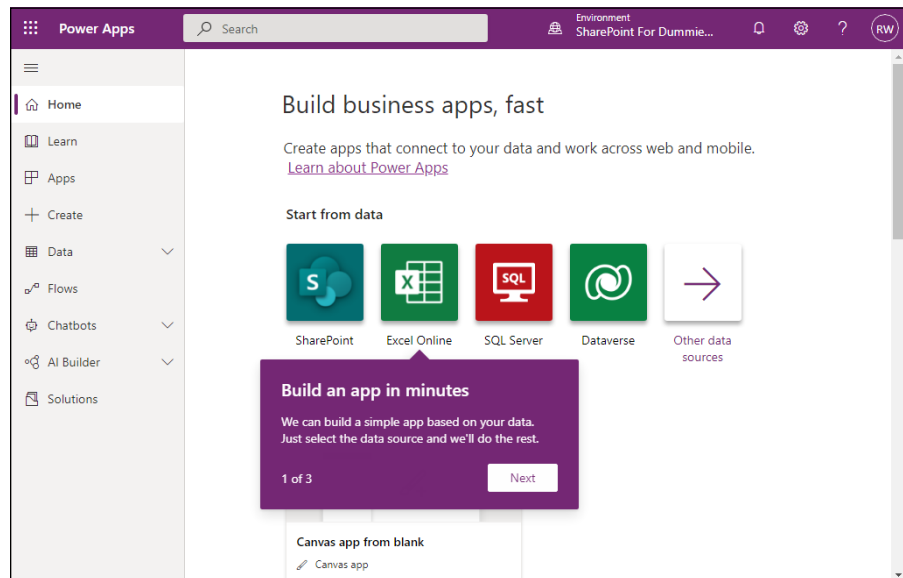 Power Apps
Search
Environment
SharePoint For Dummie...
?
RW
Home
Learn
Apps
Create
Data
Flows
Chatbots
AI Builder
Solutions
Build business apps, fast
Create apps that connect to your data and work across web and mobile.
Learn about Power Apps
Start from data
S
X
SQL
SharePoint
Excel Online
SQL Server
Dataverse
Other data
sources
Build an app in minutes
We can build a simple app based on your data.
Just select the data source and we'll do the rest.
1 of 3
Next
Canvas app from blank
Canvas app